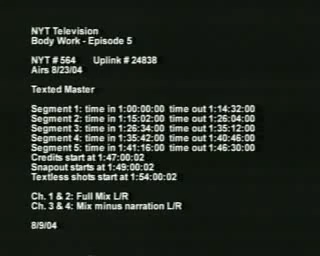 NYT Television
Body Work - Episode 5
NYT # 564 Uplink # 24838
Airs 8/23/04
Texted Master
Segment 1: time in 1:00:00:00 time out 1:14:32:00
Segment 2: time in 1:15:02:00 time out 1:26:04:00
Segment 3: time in 1:26:34:00 time out 1:35:12:00
Segment 4: time in 1:35:42:00 time out 1:40:46:00
Segment 5: time in 1:41:16:00 time out 1:46:30:00
Credits start at 1:47:00:02
Snapout starts at 1:49:00:02
Textless shots start at 1:54:00:02
Ch. 1 & 2: Full Mix L/R
Ch. 3 & 4: Mix minus narration L/R
8/9/04